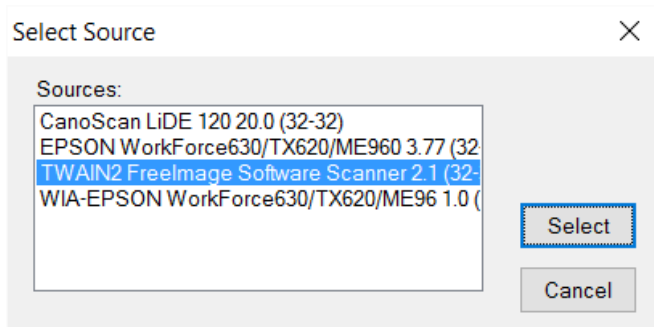 Select Source
Sources:
CanoScan LiDE 120 20.0 (32-32)
EPSON WorkForce630/TX620/ME960 3.77 (32-
TWAIN2 FreeImage Software Scanner 2.1 (32-
WIA-EPSON WorkForce630/TX620/ME96 1.0 (
Select
Cancel